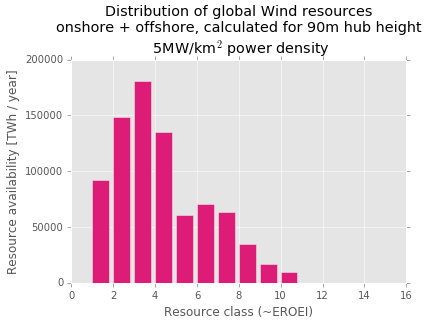 Distribution of global Wind resources
onshore + offshore, calculated for 90m hub height
5MW/km² power density
Resource availability [TWh / year]
200000
150000
100000
50000
0
0 2 4 6 8 10 12 14 16
Resource class (~EROEI)